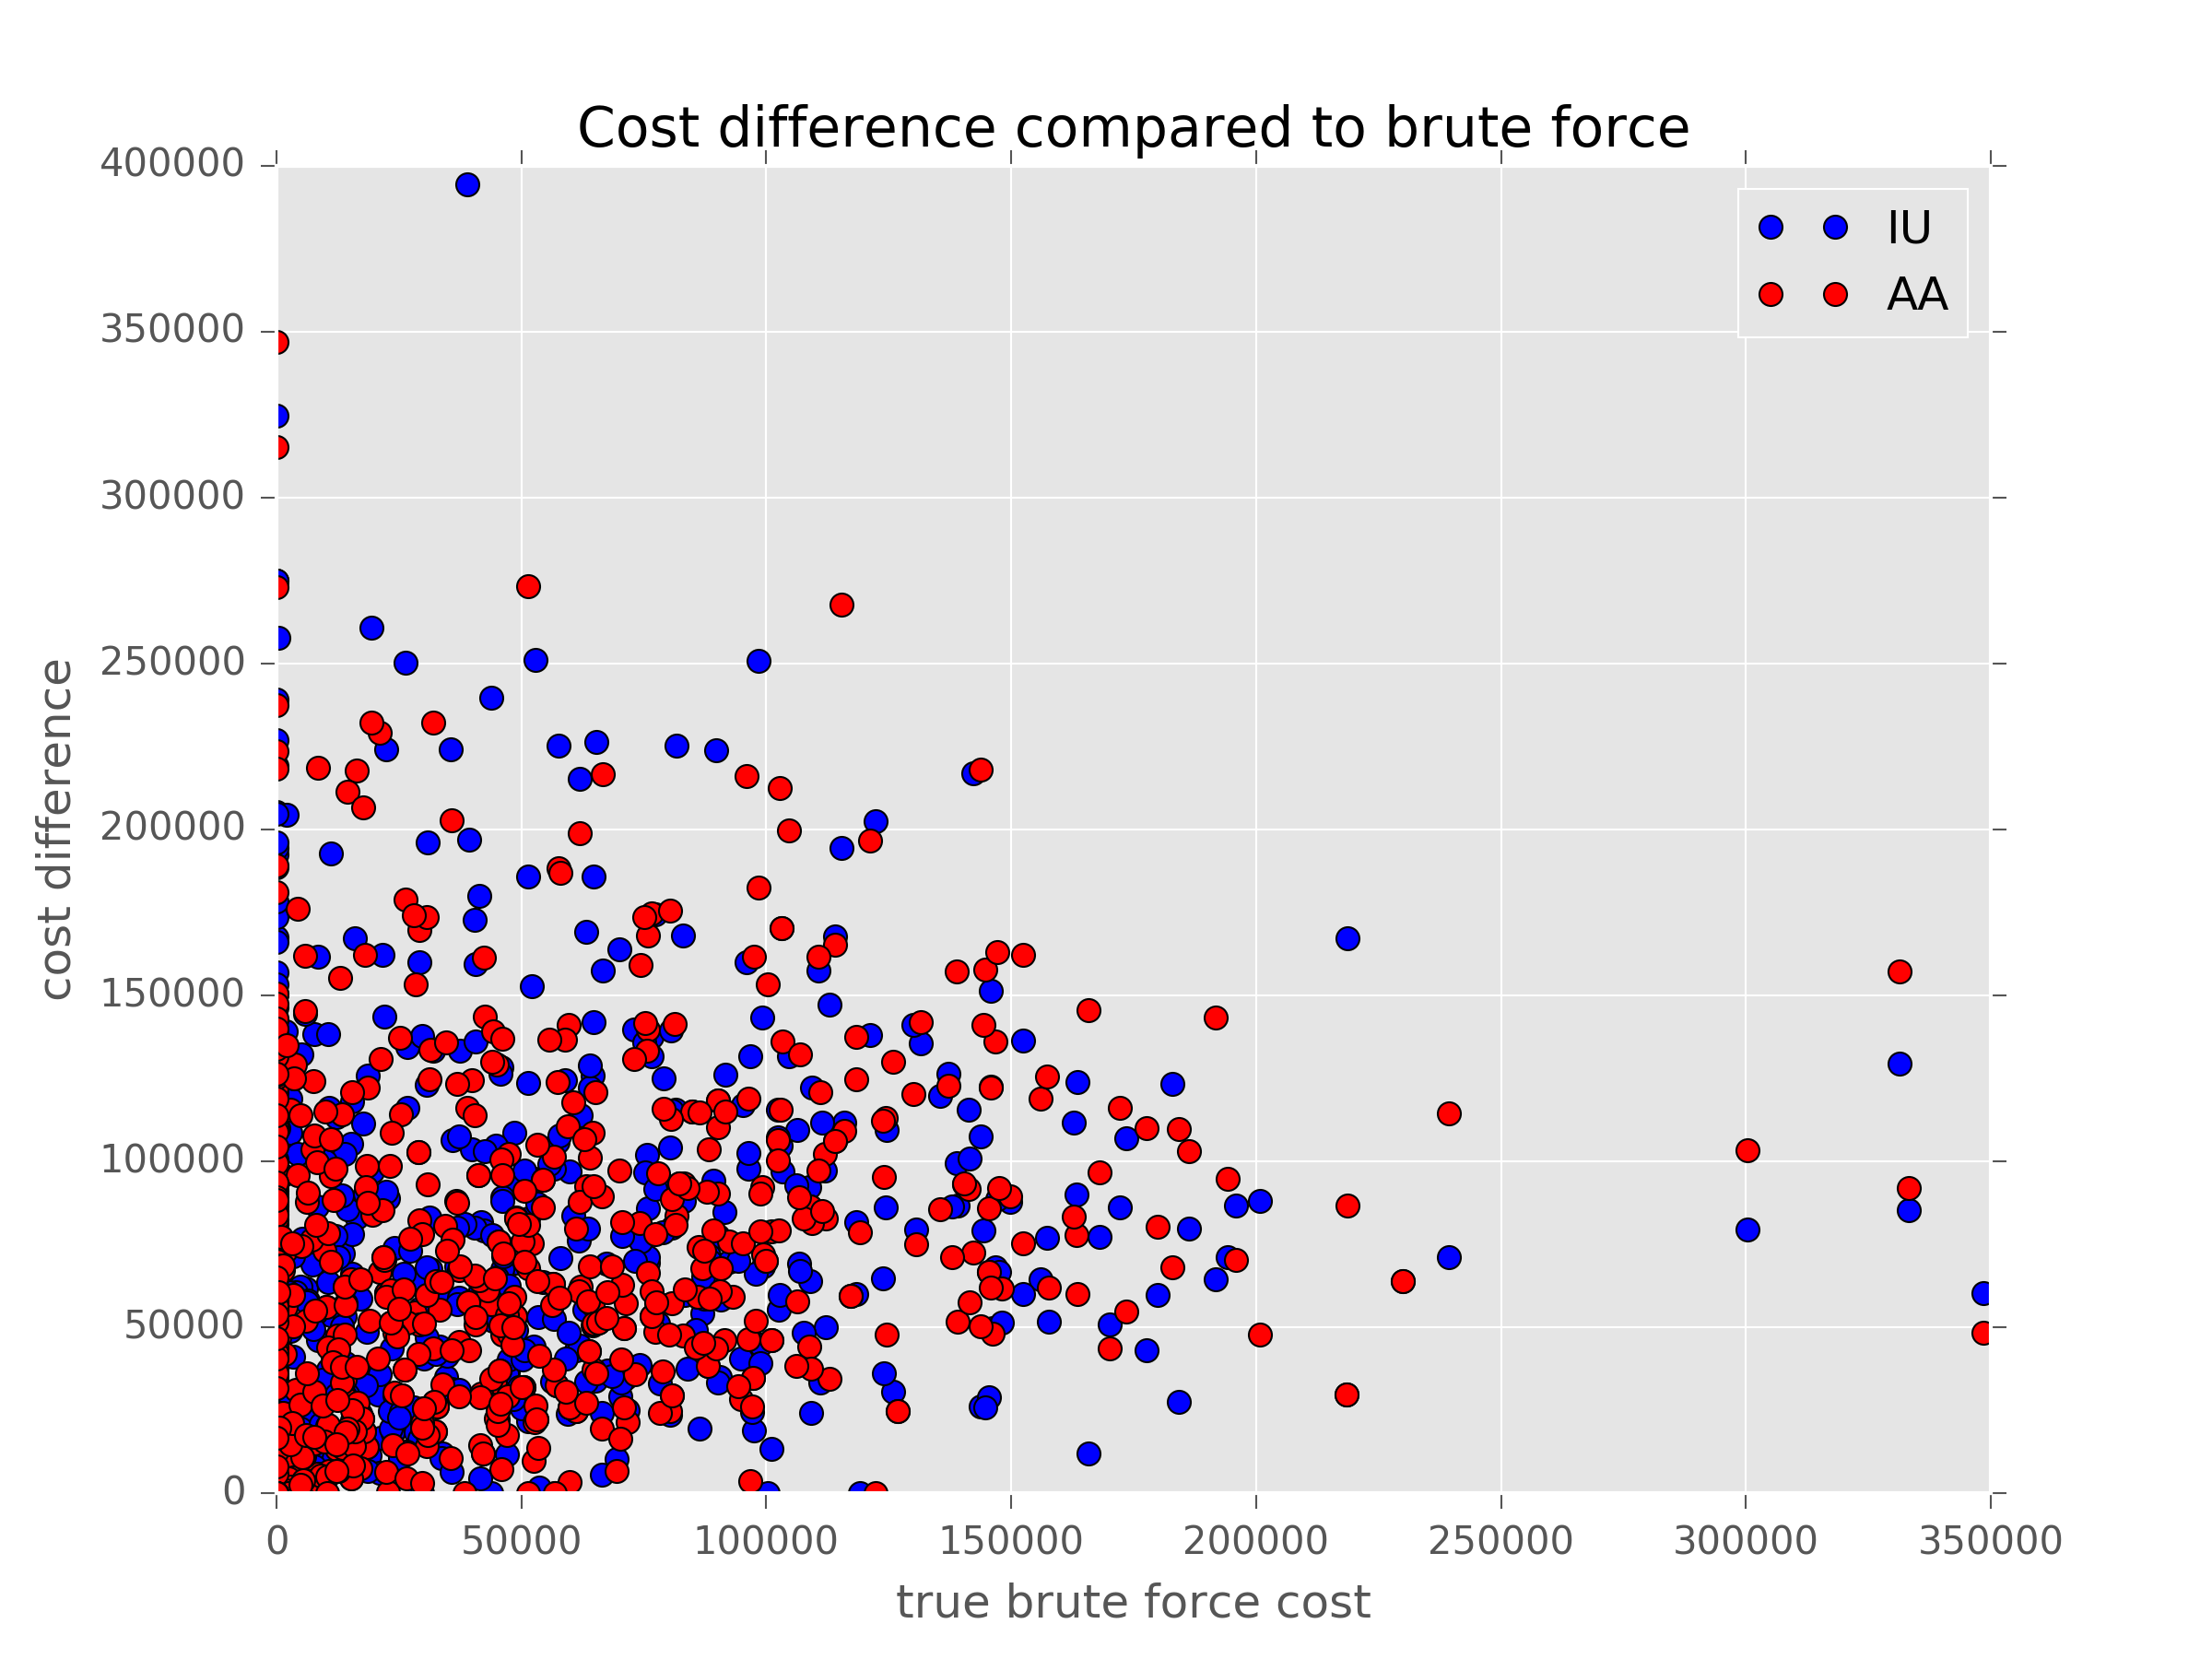 Cost difference compared to brute force
400000
350000
300000
250000
200000
150000
100000
50000
0
cost difference
IU
AA
0 50000 100000 150000 200000 250000 300000 350000
true brute force cost